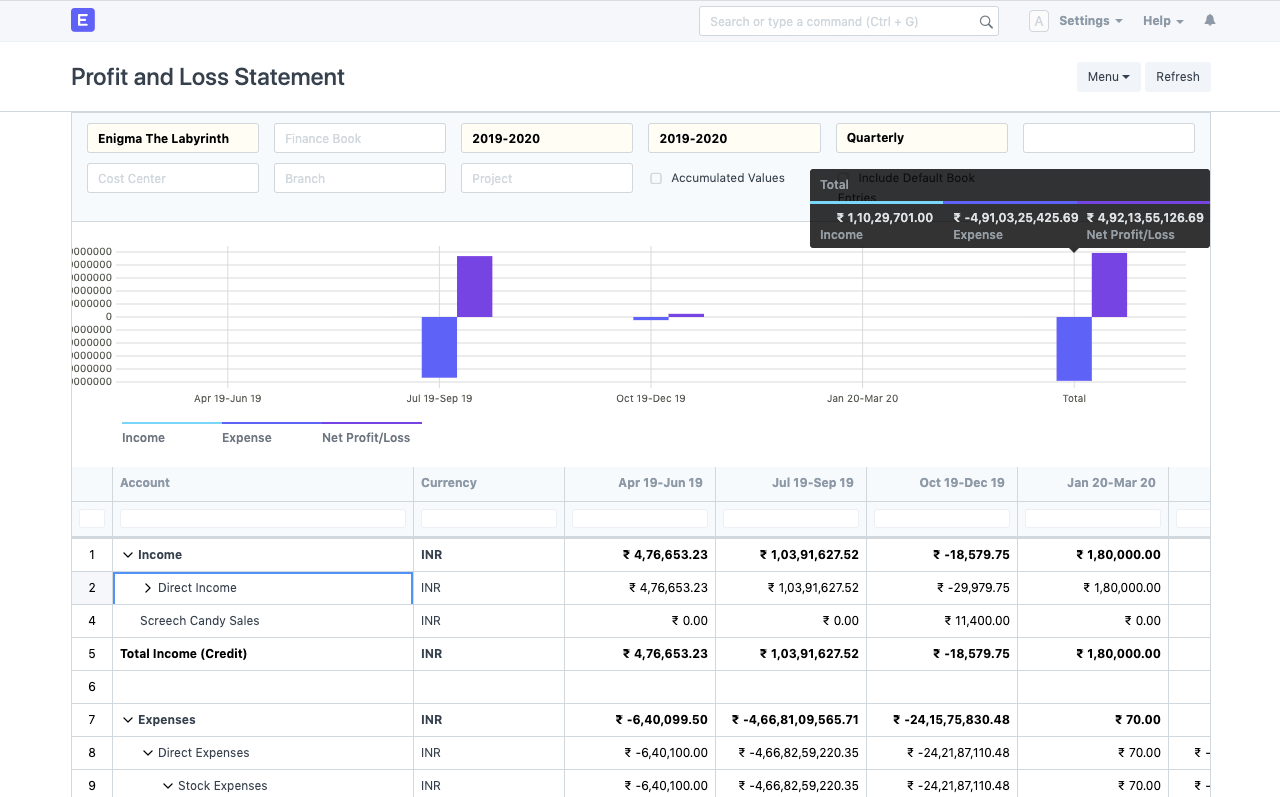 E
Search or type a command (Ctrl + G)
A Settings Help
Profit and Loss Statement
Menu Refresh
Enigma The Labyrinth Finance Book 2019-2020 2019-2020 Quarterly
Cost Center Branch Project Accumulated Values Include Default Book Entries
Total
₹ 1,10,29,701.00 ₹ -4,91,03,25,425.69 ₹ 4,92,13,55,126.69
Income Expense Net Profit/Loss
0000000
0000000
0000000
0000000
0000000
0
0000000
0000000
0000000
0000000
0000000
Apr 19-Jun 19 Jul 19-Sep 19 Oct 19-Dec 19 Jan 20-Mar 20 Total
Income Expense Net Profit/Loss
Account Currency Apr 19-Jun 19 Jul 19-Sep 19 Oct 19-Dec 19 Jan 20-Mar 20
1 Income INR ₹ 4,76,653.23 ₹ 1,03,91,627.52 ₹ -18,579.75 ₹ 1,80,000.00
2 Direct Income INR ₹ 4,76,653.23 ₹ 1,03,91,627.52 ₹ -29,979.75 ₹ 1,80,000.00
4 Screech Candy Sales INR ₹ 0.00 ₹ 0.00 ₹ 11,400.00 ₹ 0.00
5 Total Income (Credit) INR ₹ 4,76,653.23 ₹ 1,03,91,627.52 ₹ -18,579.75 ₹ 1,80,000.00
6
7 Expenses INR ₹ -6,40,099.50 ₹ -4,66,81,09,565.71 ₹ -24,15,75,830.48 ₹ 70.00
8 Direct Expenses INR ₹ -6,40,100.00 ₹ -4,66,82,59,220.35 ₹ -24,21,87,110.48 ₹ 70.00 ₹ -
9 Stock Expenses INR ₹ -6,40,100.00 ₹ -4,66,82,59,220.35 ₹ -24,21,87,110.48 ₹ 70.00 ₹ -